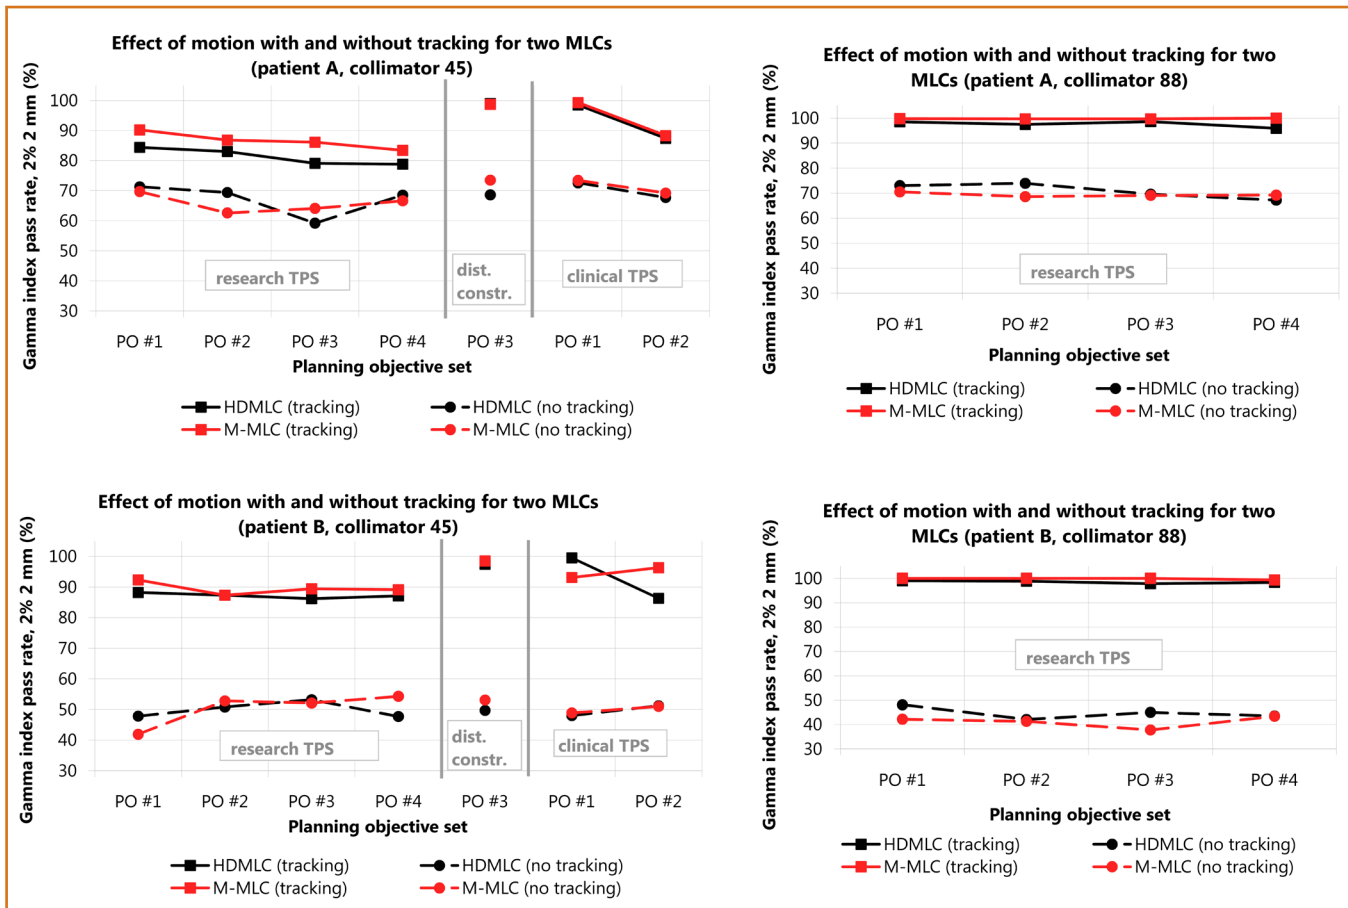 Effect of motion with and without tracking for two MLCs
(patient A, collimator 45)
Gamma index pass rate, 2% 2 mm (%)
100
90
80
70
60
50
40
30
research TPS
dist.
constr.
clinical TPS
PO #1 PO #2 PO #3 PO #4 PO #3 PO #1 PO #2
Planning objective set
HDMLC (tracking) HDMLC (no tracking)
M-MLC (tracking) M-MLC (no tracking)
Effect of motion with and without tracking for two
MLCs (patient A, collimator 88)
Gamma index pass rate, 2% 2 mm (%)
100
90
80
70
60
50
40
30
research TPS
PO #1 PO #2 PO #3 PO #4
Planning objective set
HDMLC (tracking) HDMLC (no tracking)
M-MLC (tracking) M-MLC (no tracking)
Effect of motion with and without tracking for two MLCs
(patient B, collimator 45)
Gamma index pass rate, 2% 2 mm (%)
100
90
80
70
60
50
40
30
research TPS
dist.
constr.
clinical TPS
PO #1 PO #2 PO #3 PO #4 PO #3 PO #1 PO #2
Planning objective set
HDMLC (tracking) HDMLC (no tracking)
M-MLC (tracking) M-MLC (no tracking)
Effect of motion with and without tracking for two
MLCs (patient B, collimator 88)
Gamma index pass rate, 2% 2 mm (%)
100
90
80
70
60
50
40
30
research TPS
PO #1 PO #2 PO #3 PO #4
Planning objective set
HDMLC (tracking) HDMLC (no tracking)
M-MLC (tracking) M-MLC (no tracking)